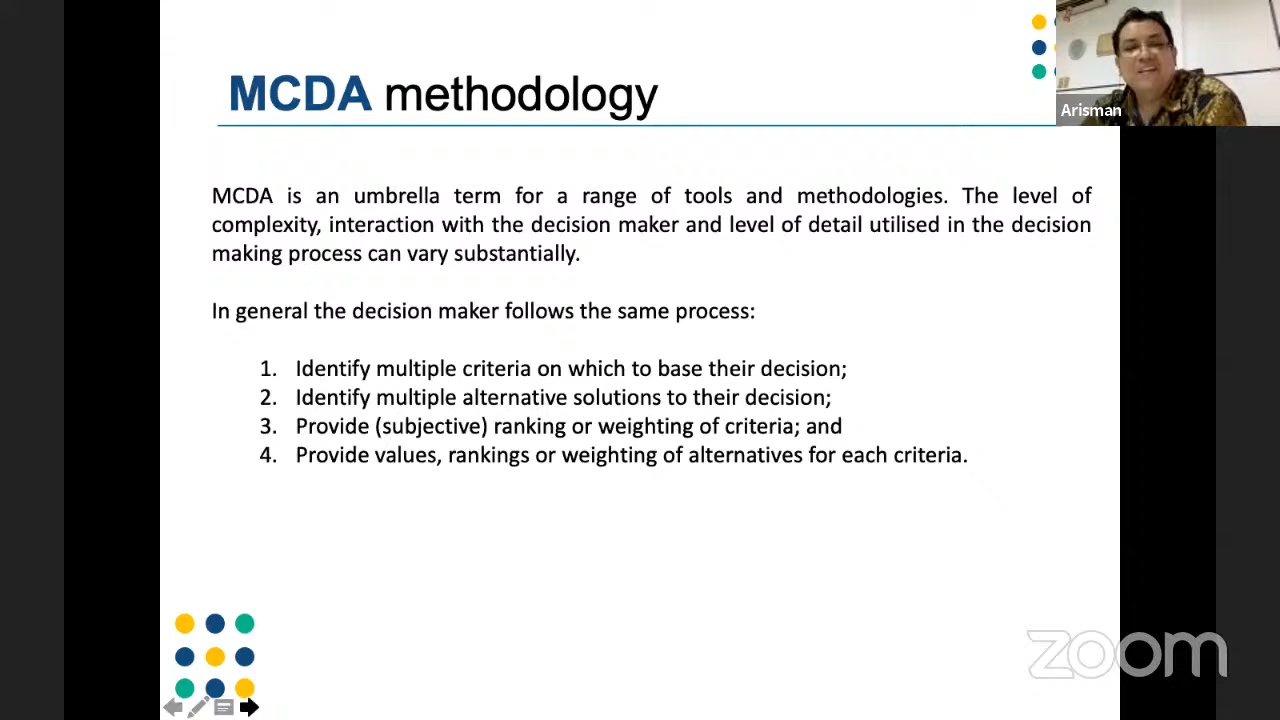 MCDA methodology
Arisman
MCDA is an umbrella term for a range of tools and methodologies. The level of
complexity, interaction with the decision maker and level of detail utilised in the decision
making process can vary substantially.
In general the decision maker follows the same process:
1. Identify multiple criteria on which to base their decision;
2. Identify multiple alternative solutions to their decision;
3. Provide (subjective) ranking or weighting of criteria; and
4. Provide values, rankings or weighting of alternatives for each criteria.
zoom